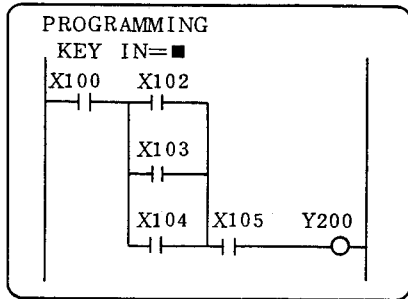 PROGRAMMING
KEY IN=■
X100 X102
X103
X104 X105 Y200